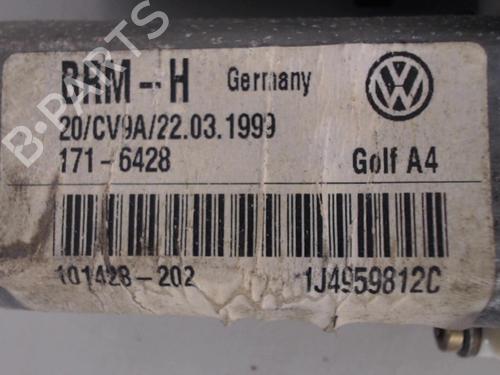 B-PARTS
BRM-H Germany
20/CV9A/22.03.1999
171-6428 Golf A4
101428-202 1J4959812C